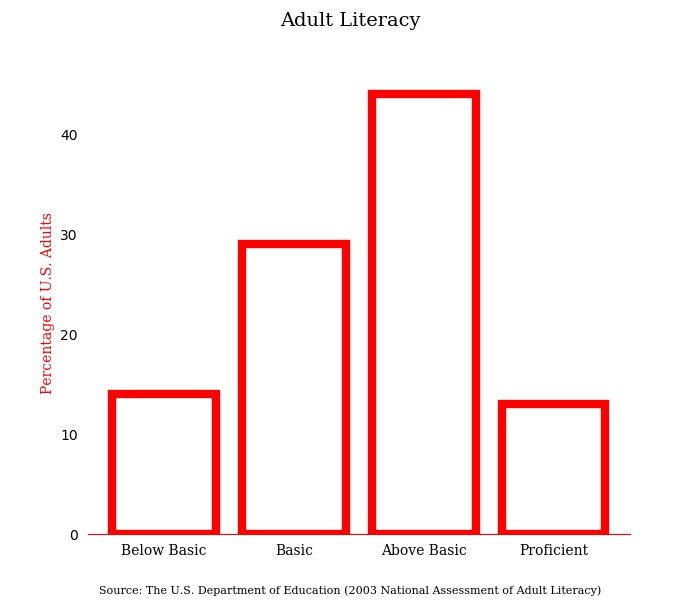 Adult Literacy
Percentage of U.S. Adults
40
30
20
10
0
Below Basic
Basic
Above Basic
Proficient
Source: The U.S. Department of Education (2003 National Assessment of Adult Literacy)